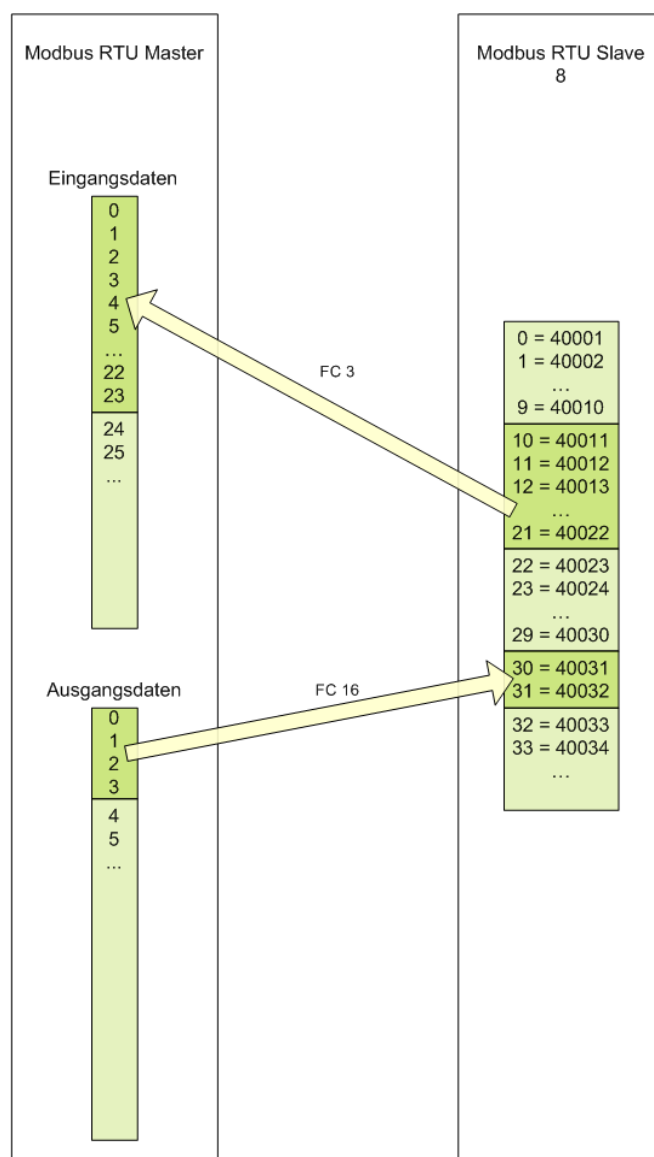 Modbus RTU Master
Eingangsdaten
0
1
2
3
4
5
...
22
23
24
25
...
Ausgangsdaten
0
1
2
3
4
5
...
FC 3
FC 16
Modbus RTU Slave
8
0 = 40001
1 = 40002
...
9 = 40010
10 = 40011
11 = 40012
12 = 40013
...
21 = 40022
22 = 40023
23 = 40024
...
29 = 40030
30 = 40031
31 = 40032
32 = 40033
33 = 40034
...